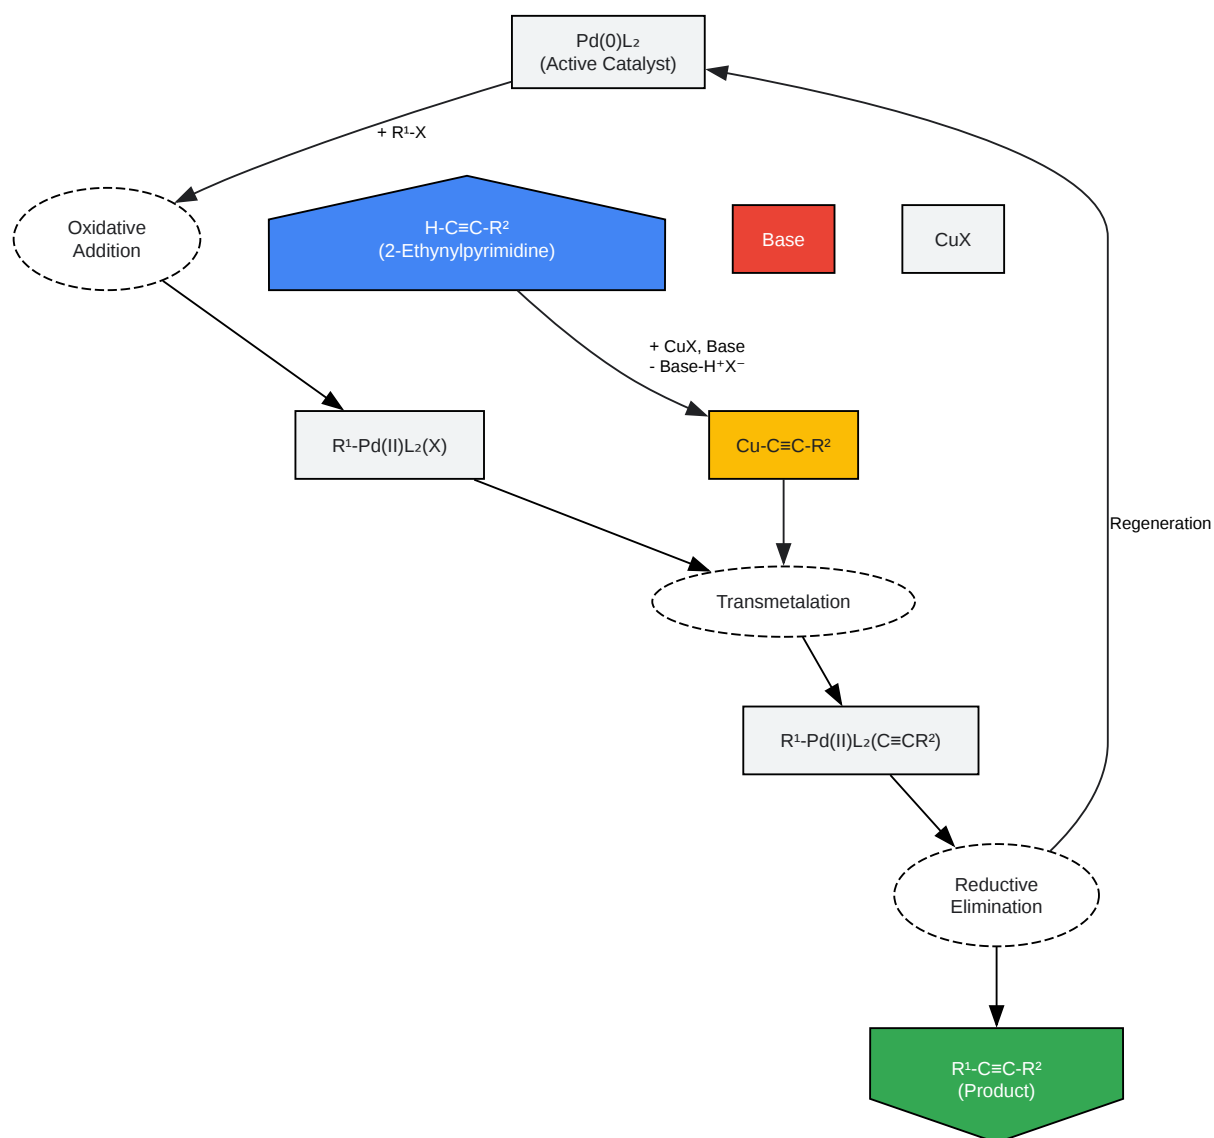 Pd(0)L₂
(Active Catalyst)
+ R¹-X
Oxidative
Addition
H-C≡C-R²
(2-Ethynylpyrimidine)
Base
CuX
+ CuX, Base
- Base-H⁺X⁻
R¹-Pd(II)L₂(X)
Cu-C≡C-R²
Regeneration
Transmetalation
R¹-Pd(II)L₂(C≡CR²)
Reductive
Elimination
R¹-C≡C-R²
(Product)